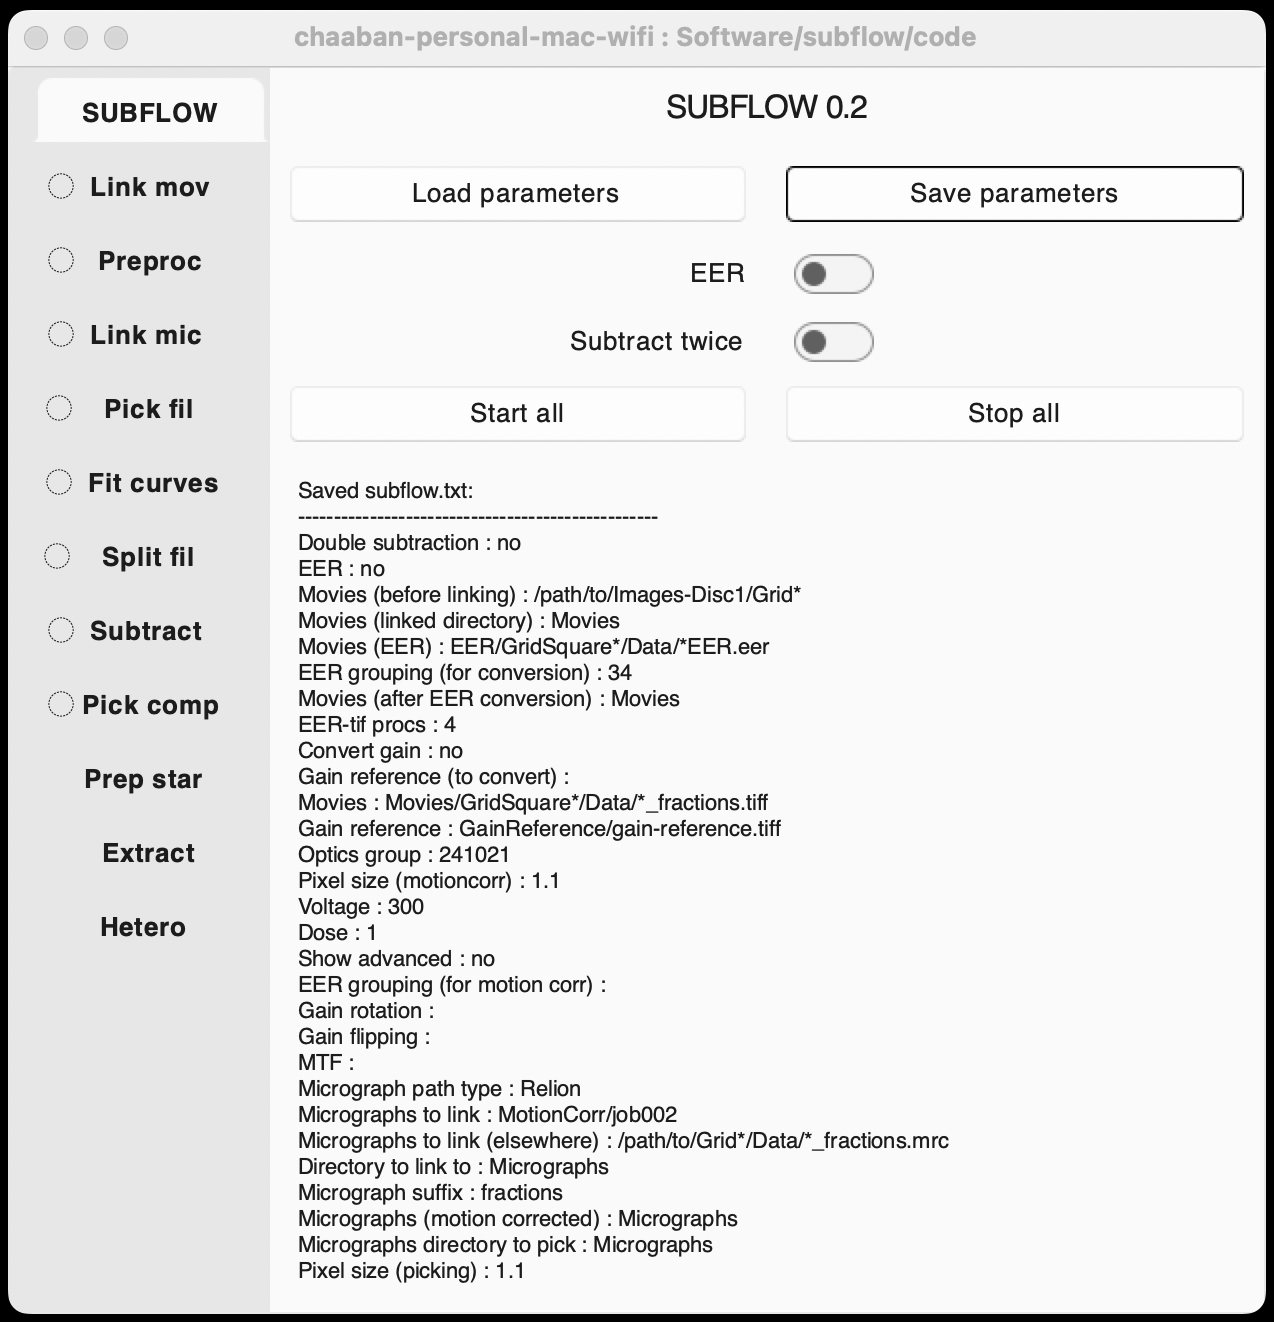 chaaban-personal-mac-wifi : Software/subflow/code
SUBFLOW
Link mov
Preproc
Link mic
Pick fil
Fit curves
Split fil
Subtract
Pick comp
Prep star
Extract
Hetero
SUBFLOW 0.2
Load parameters
Save parameters
EER
Subtract twice
Start all
Stop all
Saved subflow.txt:
--------------------------------------------------
Double subtraction : no
EER : no
Movies (before linking) : /path/to/Images-Disc1/Grid*
Movies (linked directory) : Movies
Movies (EER) : EER/GridSquare*/Data/*EER.eer
EER grouping (for conversion) : 34
Movies (after EER conversion) : Movies
EER-tif procs : 4
Convert gain : no
Gain reference (to convert) :
Movies : Movies/GridSquare*/Data/*_fractions.tiff
Gain reference : GainReference/gain-reference.tiff
Optics group : 241021
Pixel size (motioncorr) : 1.1
Voltage : 300
Dose : 1
Show advanced : no
EER grouping (for motion corr) :
Gain rotation :
Gain flipping :
MTF :
Micrograph path type : Relion
Micrographs to link : MotionCorr/job002
Micrographs to link (elsewhere) : /path/to/Grid*/Data/*_fractions.mrc
Directory to link to : Micrographs
Micrograph suffix : fractions
Micrographs (motion corrected) : Micrographs
Micrographs directory to pick : Micrographs
Pixel size (picking) : 1.1